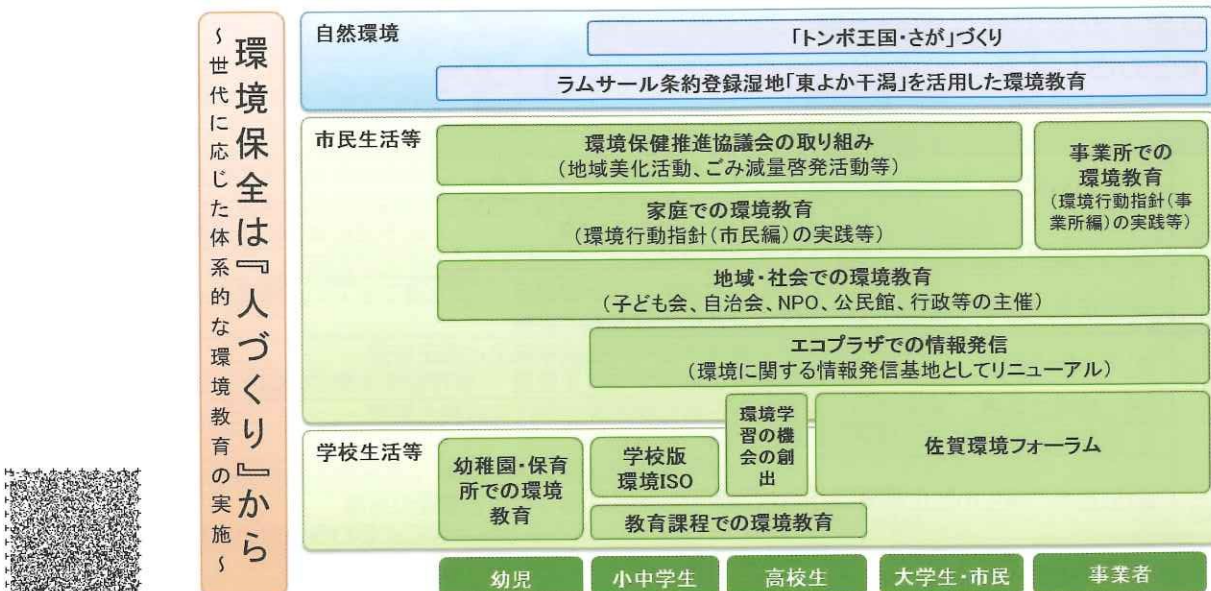 環境保全は『人づくり』から
～世代に応じた体系的な環境教育の実施～
自然環境
「トンボ王国・さが」づくり
ラムサール条約登録湿地「東よか干潟」を活用した環境教育
市民生活等
環境保健推進協議会の取り組み
(地域美化活動、ごみ減量啓発活動等)
事業所での
環境教育
(環境行動指針(事
業所編)の実践等)
家庭での環境教育
(環境行動指針(市民編)の実践等)
地域・社会での環境教育
(子ども会、自治会、NPO、公民館、行政等の主催)
エコプラザでの情報発信
(環境に関する情報発信基地としてリニューアル)
学校生活等
幼稚園・保育
所での環境
教育
学校版
環境ISO
環境学
習の機
会の創
出
佐賀環境フォーラム
教育課程での環境教育
幼児
小中学生
高校生
大学生・市民
事業者